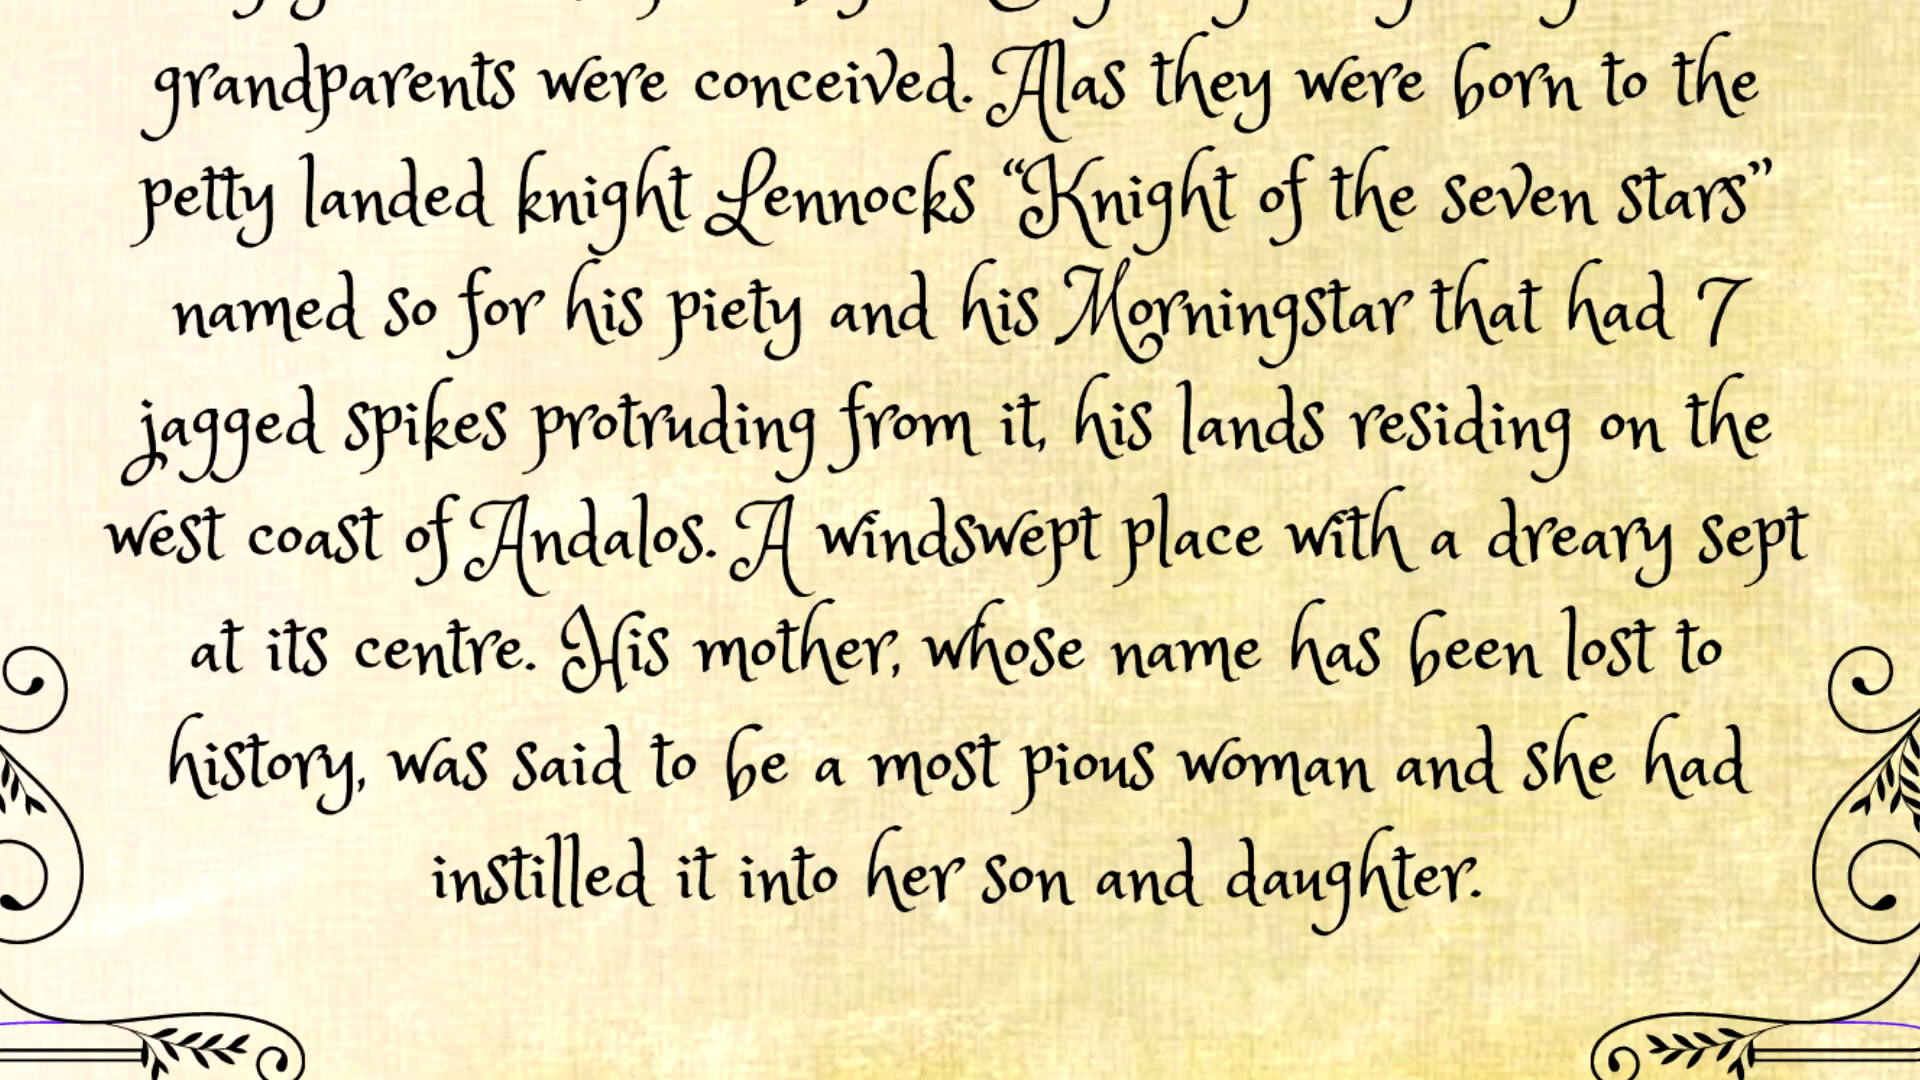 grandparents were conceived. Alas they were born to the
petty landed knight Lennocks “Knight of the seven stars”
named so for his piety and his Morningstar that had 7
jagged spikes protruding from it, his lands residing on the
west coast of Andalos. A windswept place with a dreary sept
at its centre. His mother, whose name has been lost to
history, was said to be a most pious woman and she had
instilled it into her son and daughter.